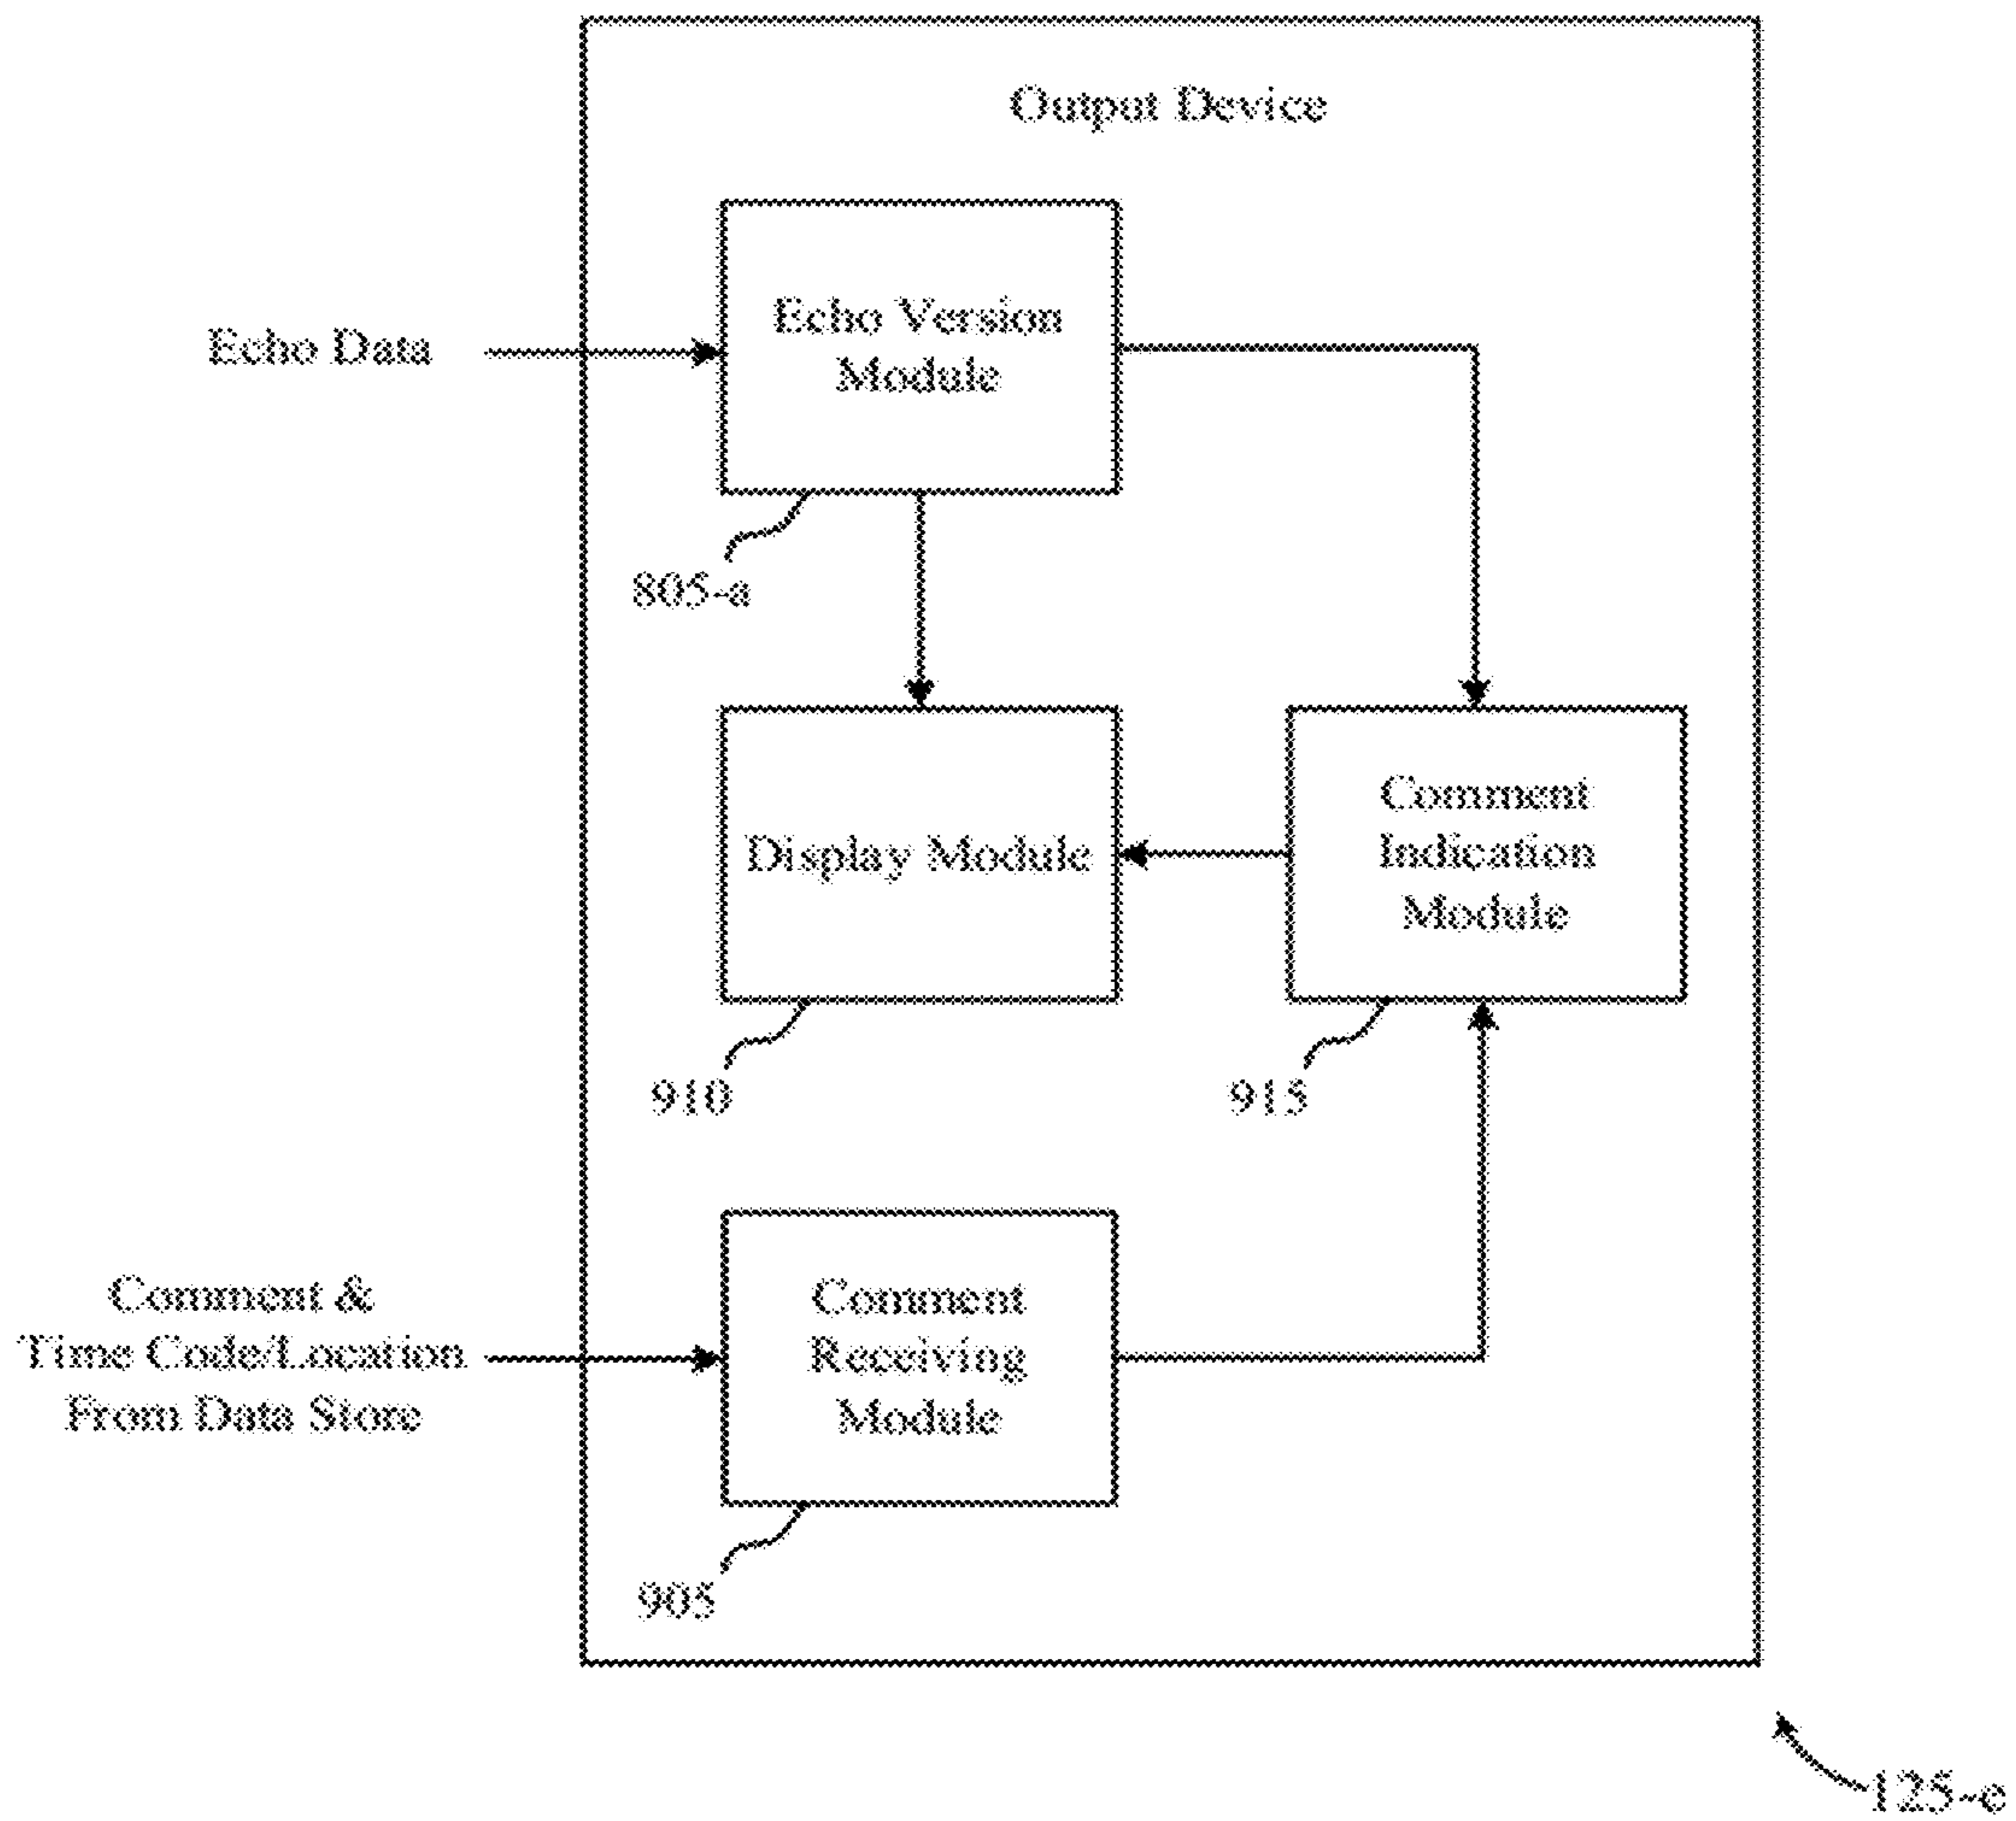 Output Device
Echo Data
Echo Version
Module
805-a
Display Module
Comment
Indication
Module
910
915
Comment &
Time Code/Location
From Data Store
Comment
Receiving
Module
905
125-e